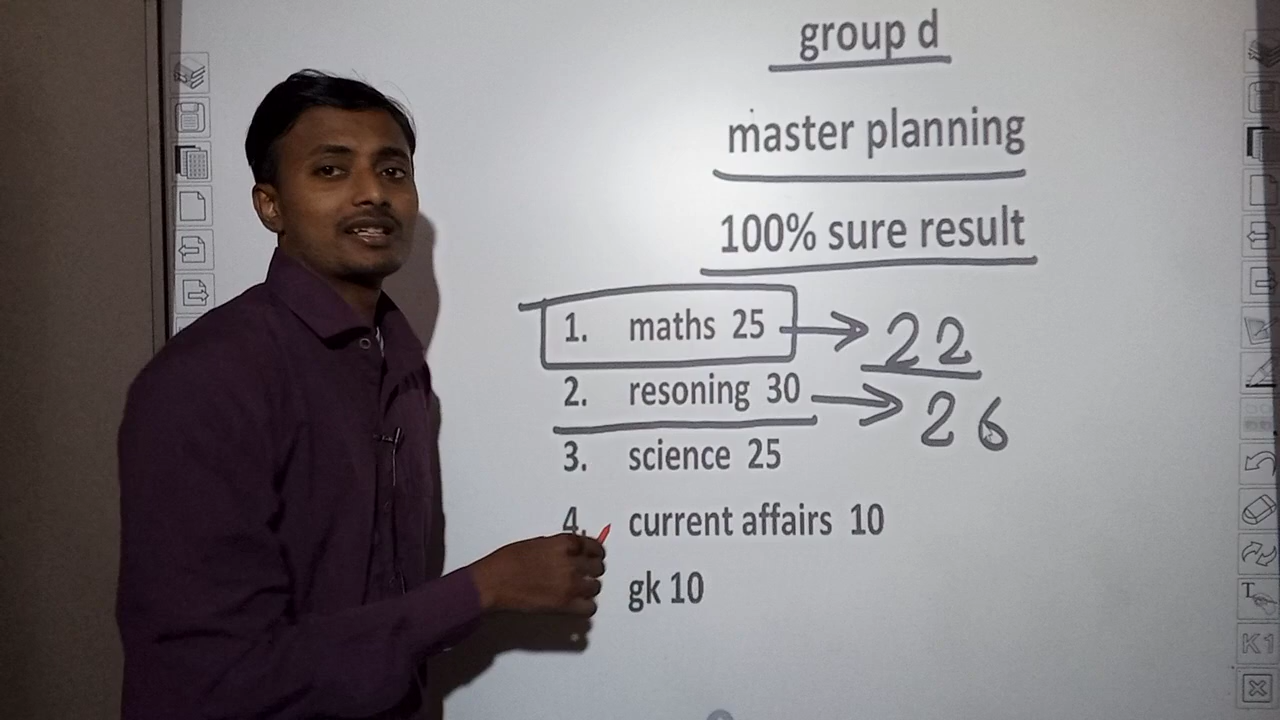 group d
master planning
100% sure result
1. maths 25 → 22
2. resoning 30 → 26
3. science 25
4. current affairs 10
gk 10
T
K1